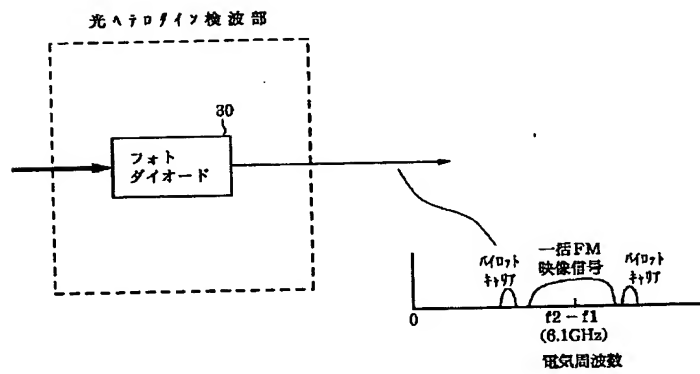 光ヘテロダイン検波部
30
フォト
ダイオード
パイロット
キャリア
一括FM
映像信号
パイロット
キャリア
0
f2－f1
(6.1GHz)
電気周波数